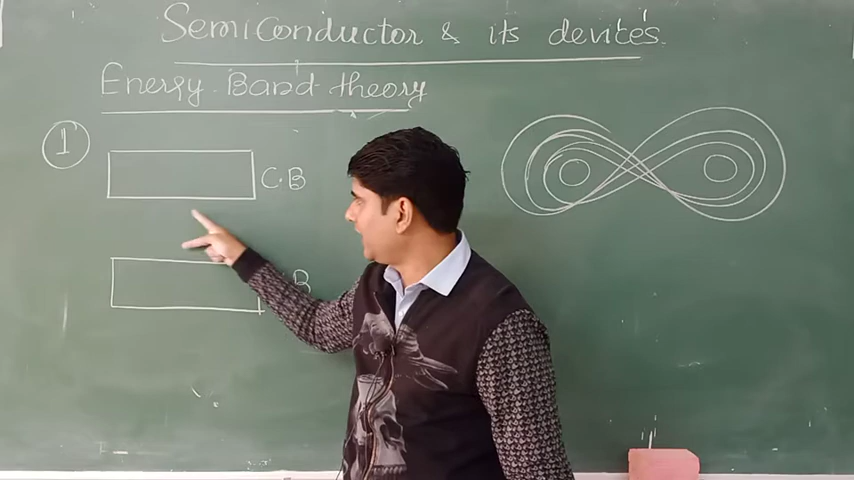 Semiconductor & its devices
Energy Band theory
1
C.B
B